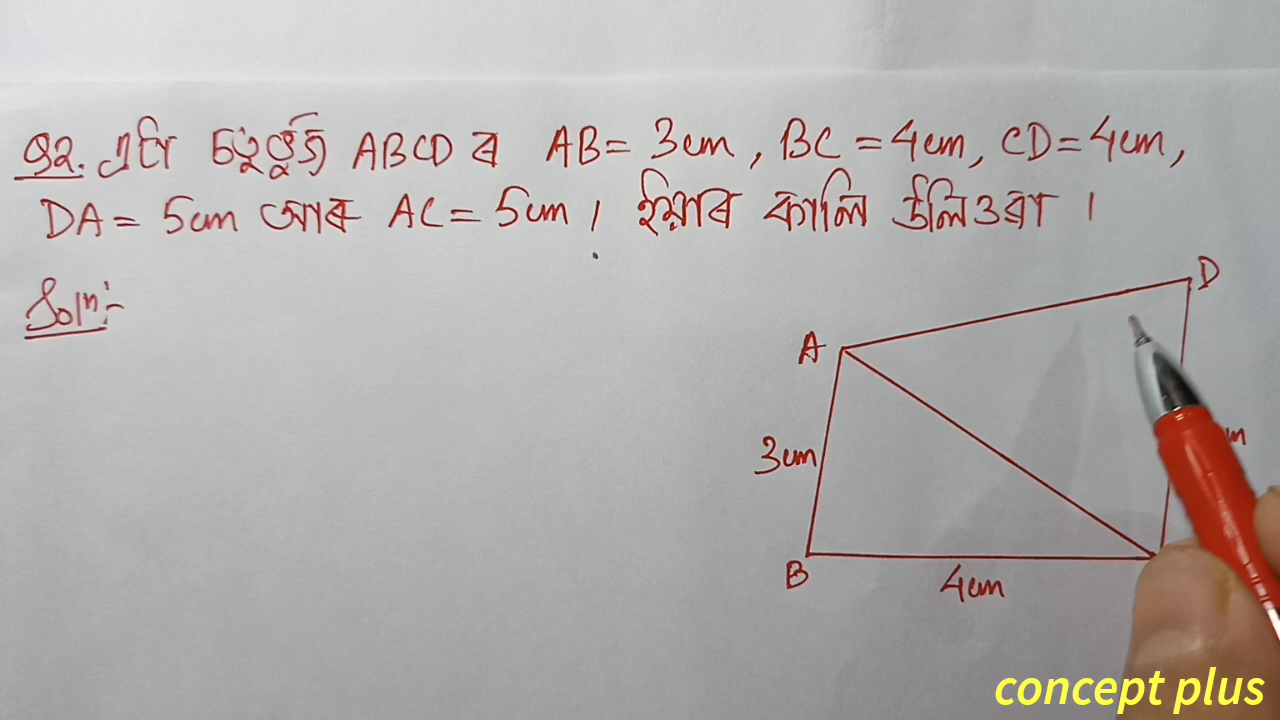 Q2. এটা চতুৰ্ভুজ ABCD ৰ AB = 3cm, BC = 4cm, CD = 4cm,
DA = 5cm আৰু AC = 5cm। ইয়াৰ কালি উলিওৱা।
Soln:-
D
A
3cm
m
B
4cm
concept plus